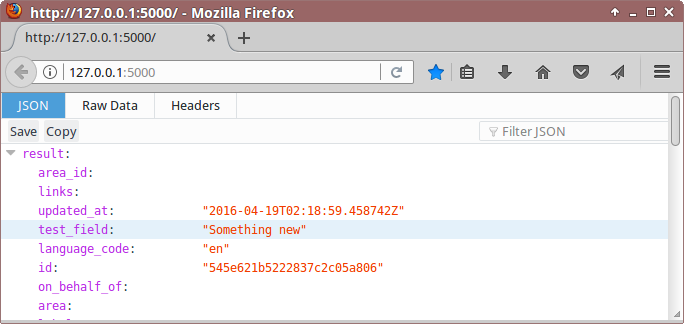 http://127.0.0.1:5000/ - Mozilla Firefox
http://127.0.0.1:5000/
127.0.0.1:5000
JSON Raw Data Headers
Save Copy Filter JSON
result:
area_id:
links:
updated_at: "2016-04-19T02:18:59.458742Z"
test_field: "Something new"
language_code: "en"
id: "545e621b5222837c2c05a806"
on_behalf_of:
area: